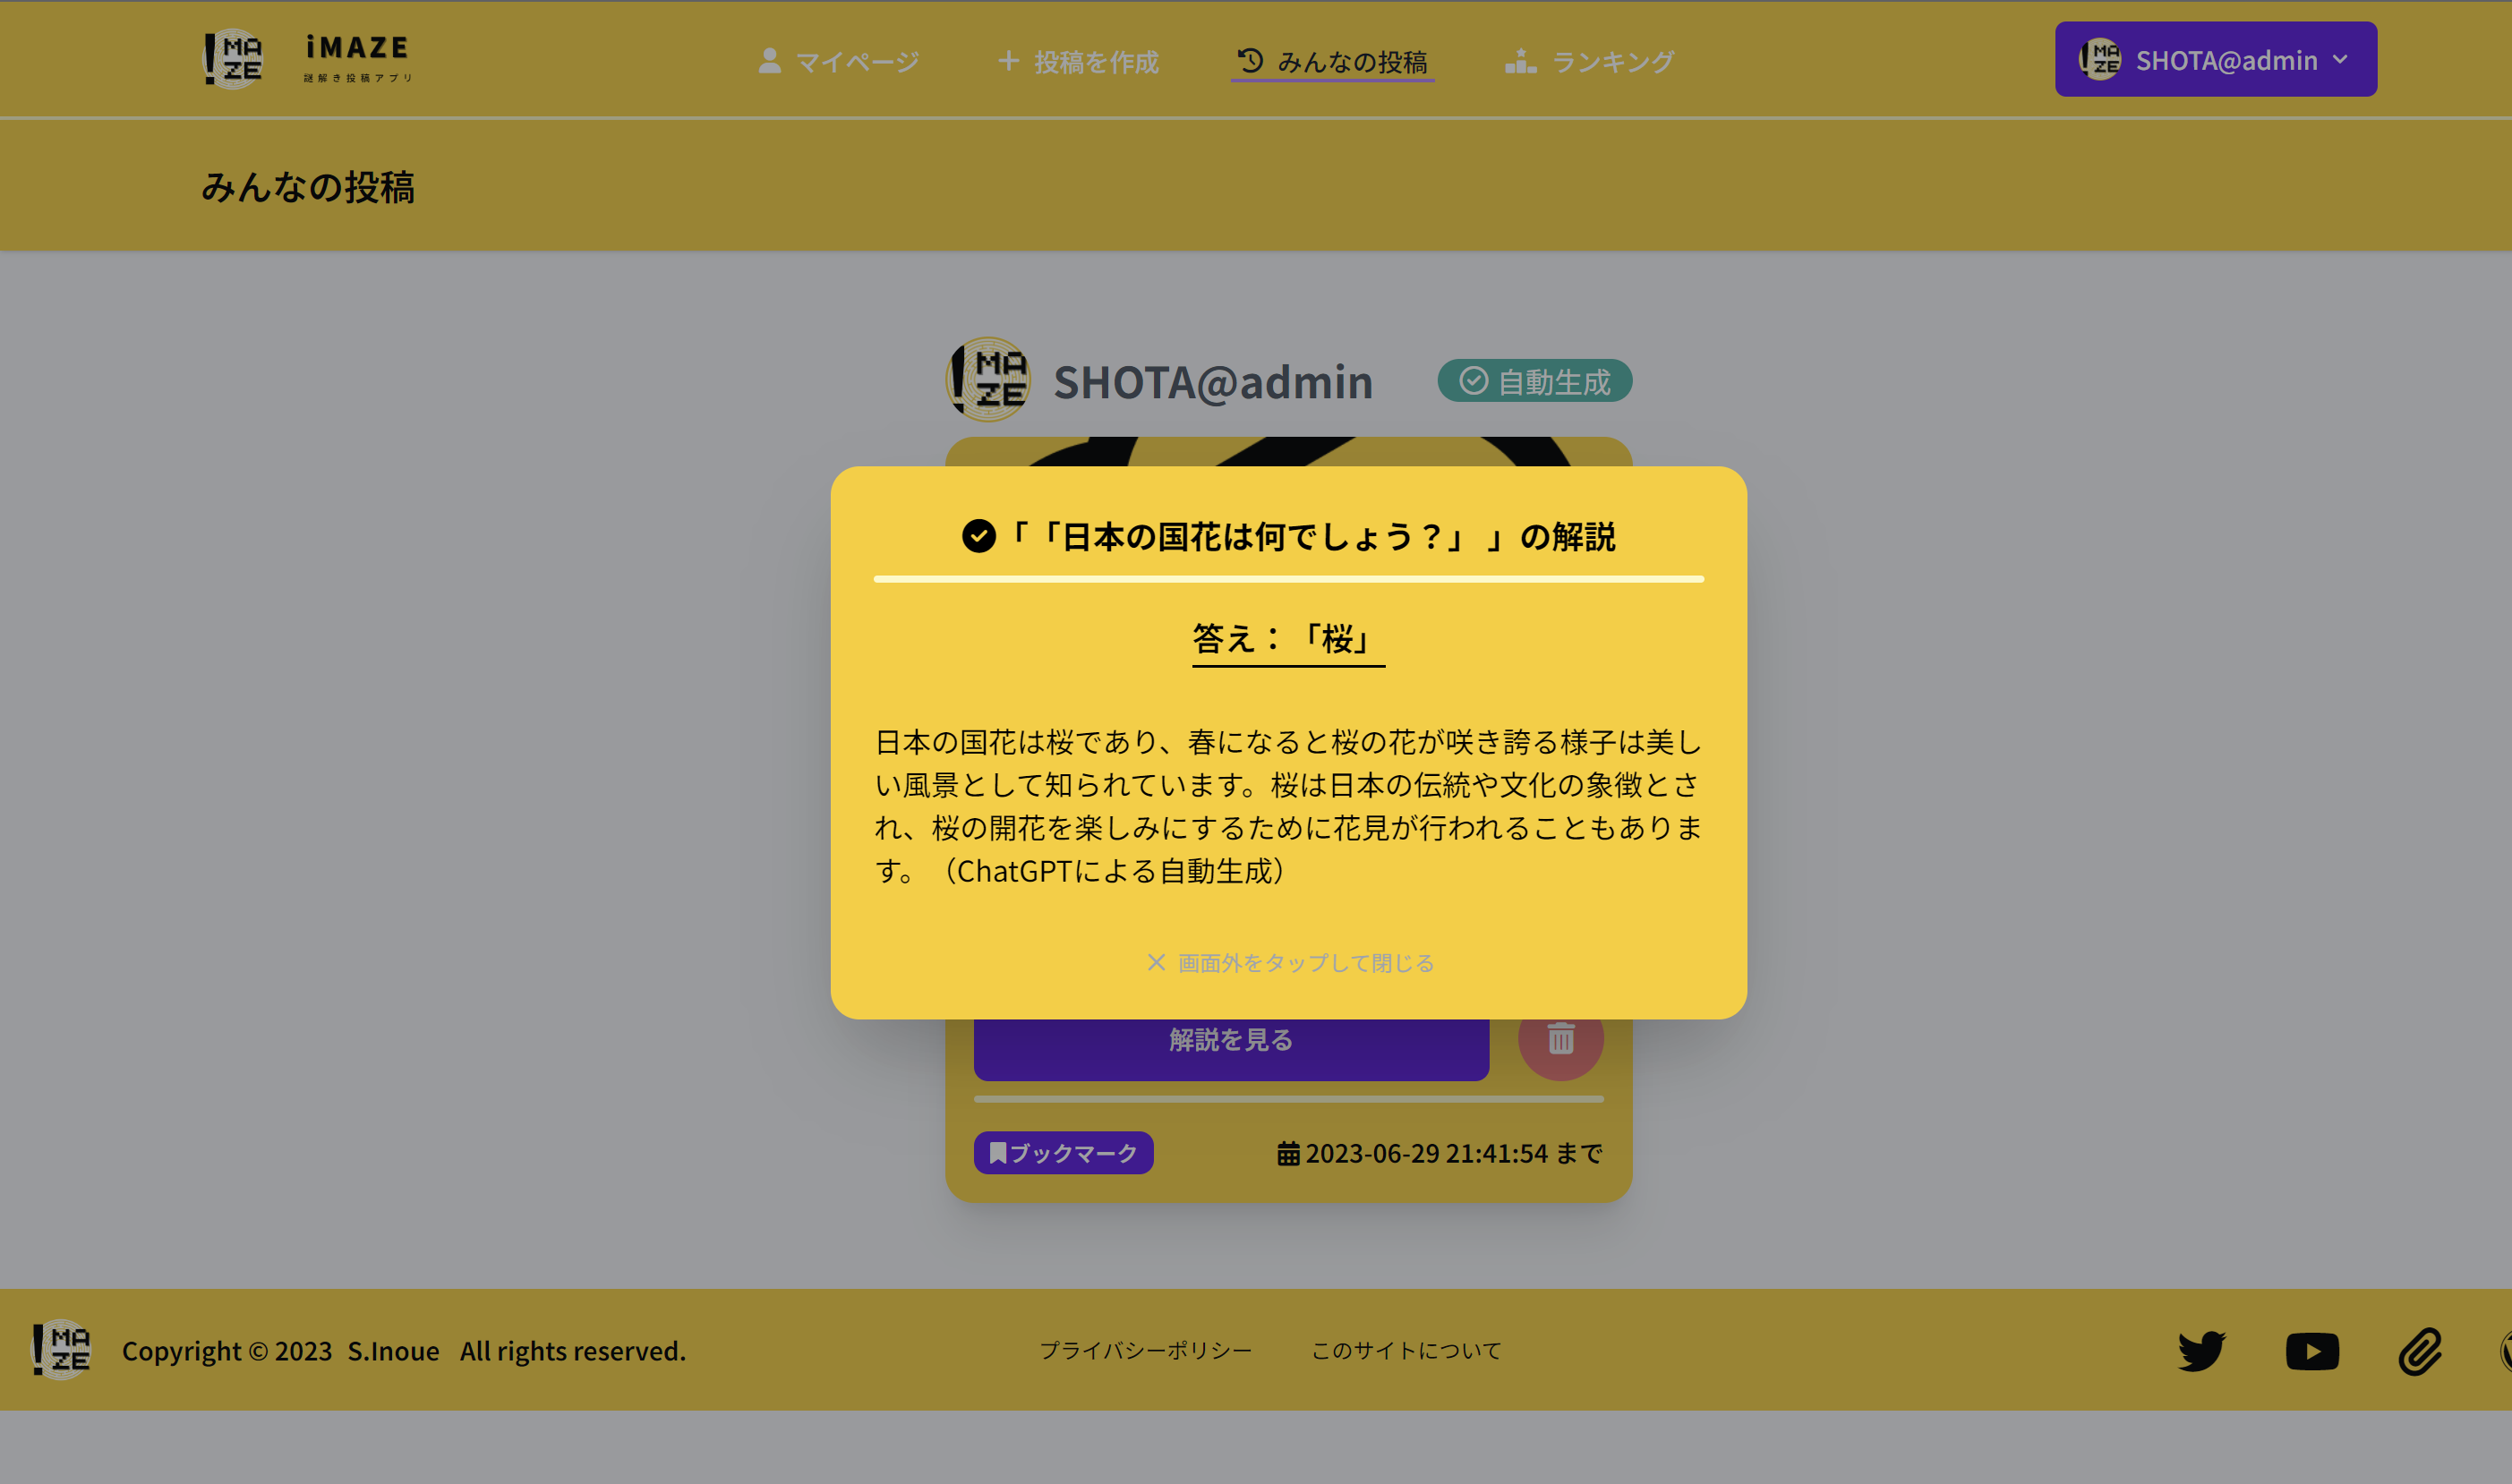 !MAZE
iMAZE
謎解き投稿アプリ
マイページ
投稿を作成
みんなの投稿
ランキング
!MAZE
SHOTA@admin
みんなの投稿
!MAZE
SHOTA@admin
自動生成
「「日本の国花は何でしょう？」 」の解説
答え：「桜」
日本の国花は桜であり、春になると桜の花が咲き誇る様子は美し
い風景として知られています。桜は日本の伝統や文化の象徴とさ
れ、桜の開花を楽しみにするために花見が行われることもありま
す。（ChatGPTによる自動生成）
画面外をタップして閉じる
解説を見る
ブックマーク
2023-06-29 21:41:54 まで
!MAZE
Copyright © 2023 S.Inoue All rights reserved.
プライバシーポリシー
このサイトについて